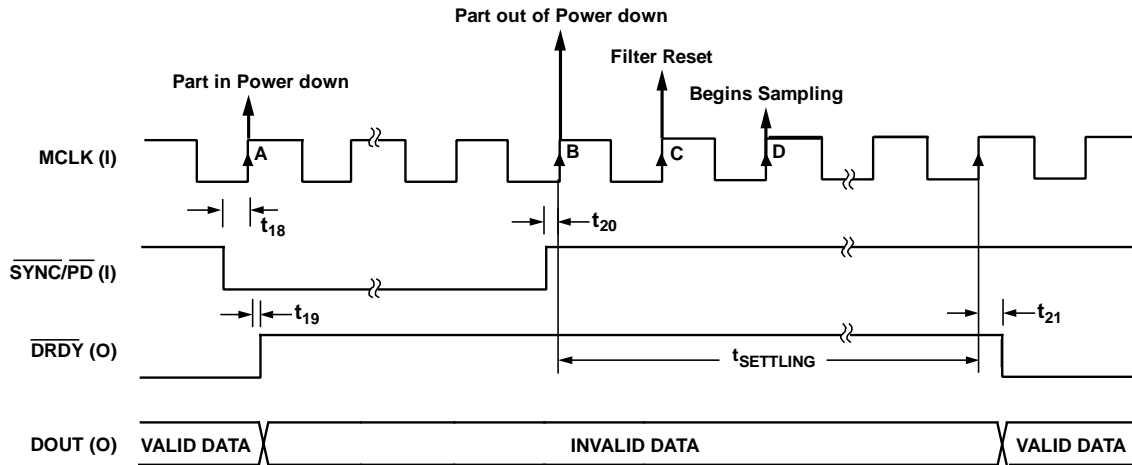 Part out of Power down
Filter Reset
Part in Power down
Begins Sampling
MCLK (I)
A
B
C
D
t18
t20
SYNC/PD (I)
t19
t21
DRDY (O)
tSETTLING
DOUT (O)
VALID DATA
INVALID DATA
VALID DATA